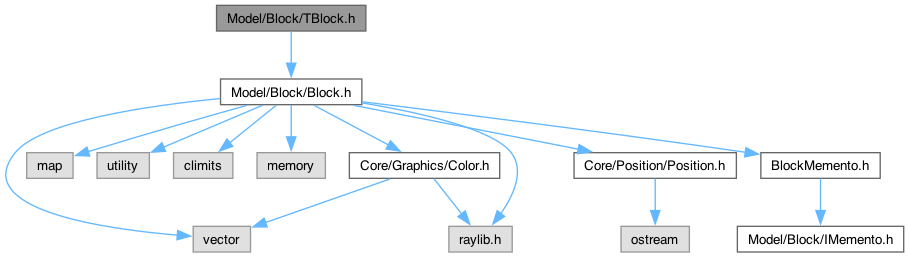 Model/Block/TBlock.h
Model/Block/Block.h
map
utility
climits
memory
Core/Graphics/Color.h
Core/Position/Position.h
BlockMemento.h
vector
raylib.h
ostream
Model/Block/IMemento.h